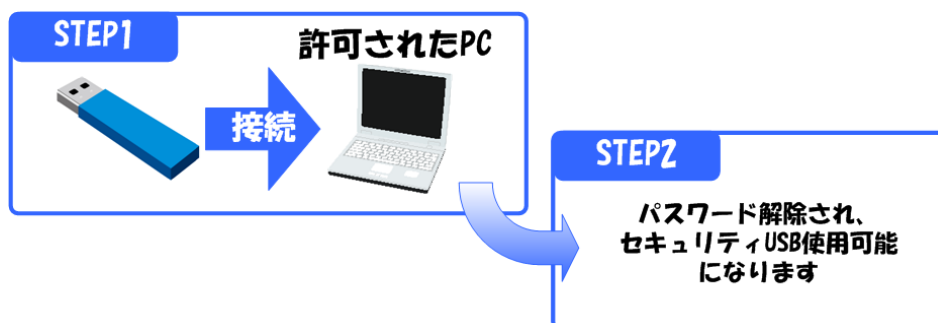 STEP1
許可されたPC
接続
STEP2
パスワード解除され、
セキュリティUSB使用可能
になります